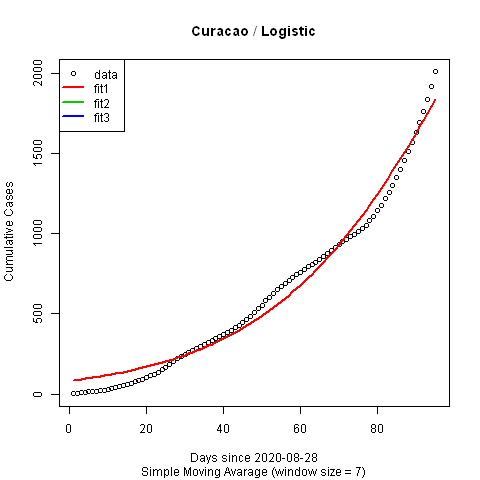 Curacao / Logistic
data
fit1
fit2
fit3
Cumulative Cases
0
500
1000
1500
2000
0 20 40 60 80
Days since 2020-08-28
Simple Moving Avarage (window size = 7)